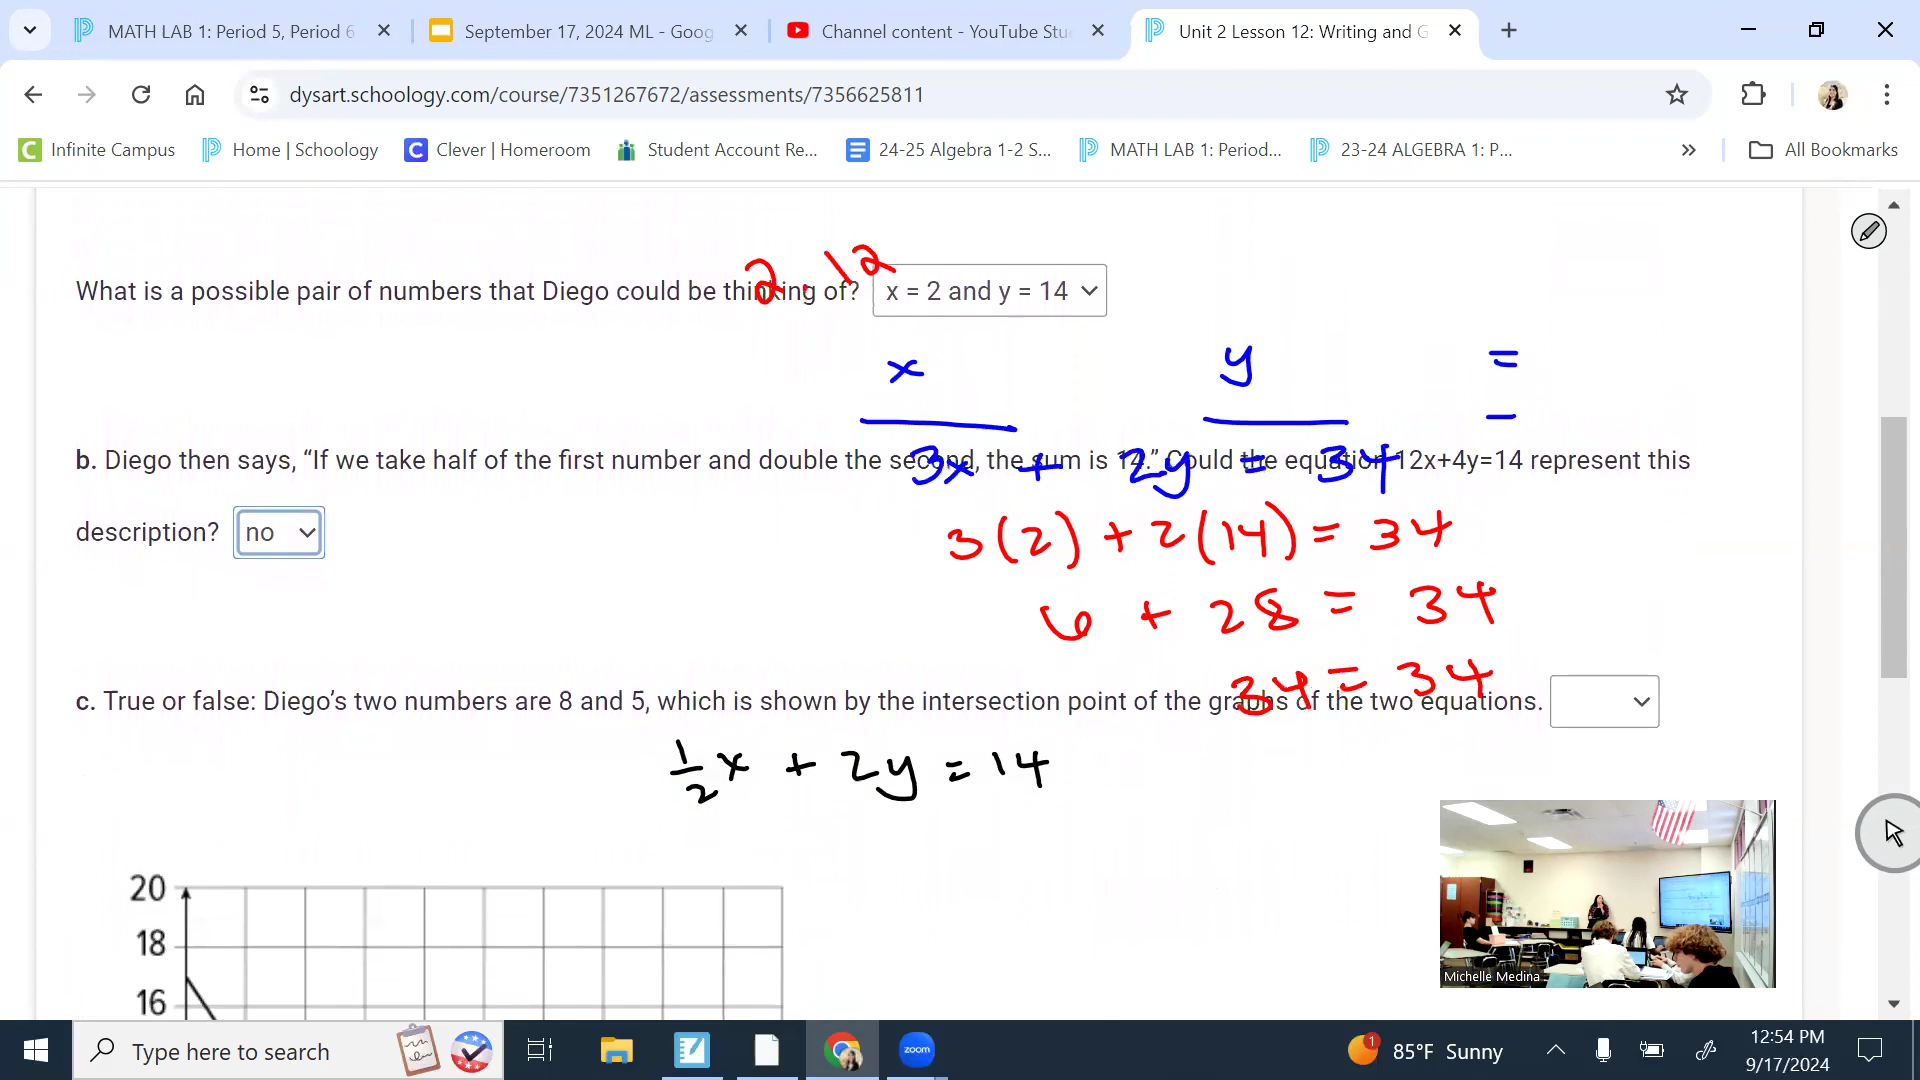 MATH LAB 1: Period 5, Period 6
September 17, 2024 ML - Goog
Channel content - YouTube Stu
Unit 2 Lesson 12: Writing and G
dysart.schoology.com/course/7351267672/assessments/7356625811
Infinite Campus
Home | Schoology
Clever | Homeroom
Student Account Re...
24-25 Algebra 1-2 S...
MATH LAB 1: Period...
23-24 ALGEBRA 1: P...
All Bookmarks
2 · 12
What is a possible pair of numbers that Diego could be thinking of? x = 2 and y = 14
x y =
b. Diego then says, “If we take half of the first number and double the second, the sum is 14.” Could the equation 12x+4y=14 represent this
3x + 2y = 34
description? no
3(2) + 2(14) = 34
6 + 28 = 34
34 = 34
c. True or false: Diego’s two numbers are 8 and 5, which is shown by the intersection point of the graphs of the two equations.
1/2 x + 2y = 14
20
18
16
Michelle Medina
Type here to search
zoom
1
85°F Sunny
12:54 PM
9/17/2024